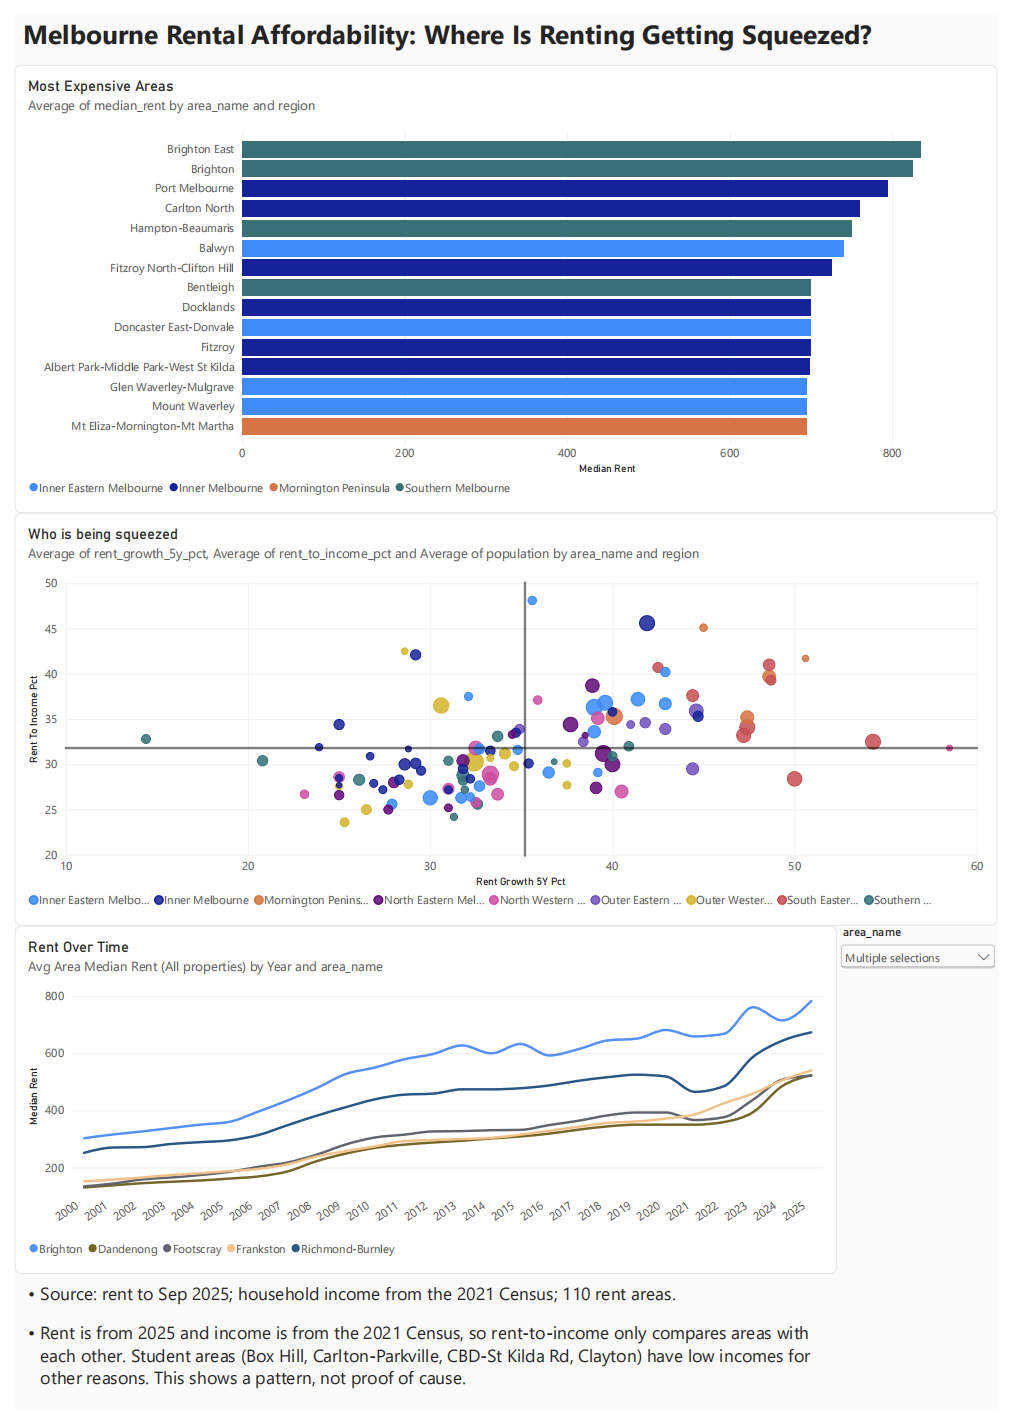 Melbourne Rental Affordability: Where Is Renting Getting Squeezed?
Most Expensive Areas
Average of median_rent by area_name and region
Brighton East
Brighton
Port Melbourne
Carlton North
Hampton-Beaumaris
Balwyn
Fitzroy North-Clifton Hill
Bentleigh
Docklands
Doncaster East-Donvale
Fitzroy
Albert Park-Middle Park-West St Kilda
Glen Waverley-Mulgrave
Mount Waverley
Mt Eliza-Mornington-Mt Martha
0 200 400 600 800
Median Rent
Inner Eastern Melbourne Inner Melbourne Mornington Peninsula Southern Melbourne
Who is being squeezed
Average of rent_growth_5y_pct, Average of rent_to_income_pct and Average of population by area_name and region
Rent To Income Pct
50
45
40
35
30
25
20
10 20 30 40 50 60
Rent Growth 5Y Pct
Inner Eastern Melbo... Inner Melbourne Mornington Penins... North Eastern Mel... North Western ... Outer Eastern ... Outer Wester... South Easter... Southern ...
Rent Over Time
Avg Area Median Rent (All properties) by Year and area_name
area_name
Multiple selections
Median Rent
800
600
400
200
2000 2001 2002 2003 2004 2005 2006 2007 2008 2009 2010 2011 2012 2013 2014 2015 2016 2017 2018 2019 2020 2021 2022 2023 2024 2025
Brighton Dandenong Footscray Frankston Richmond-Burnley
• Source: rent to Sep 2025; household income from the 2021 Census; 110 rent areas.
• Rent is from 2025 and income is from the 2021 Census, so rent-to-income only compares areas with
each other. Student areas (Box Hill, Carlton-Parkville, CBD-St Kilda Rd, Clayton) have low incomes for
other reasons. This shows a pattern, not proof of cause.